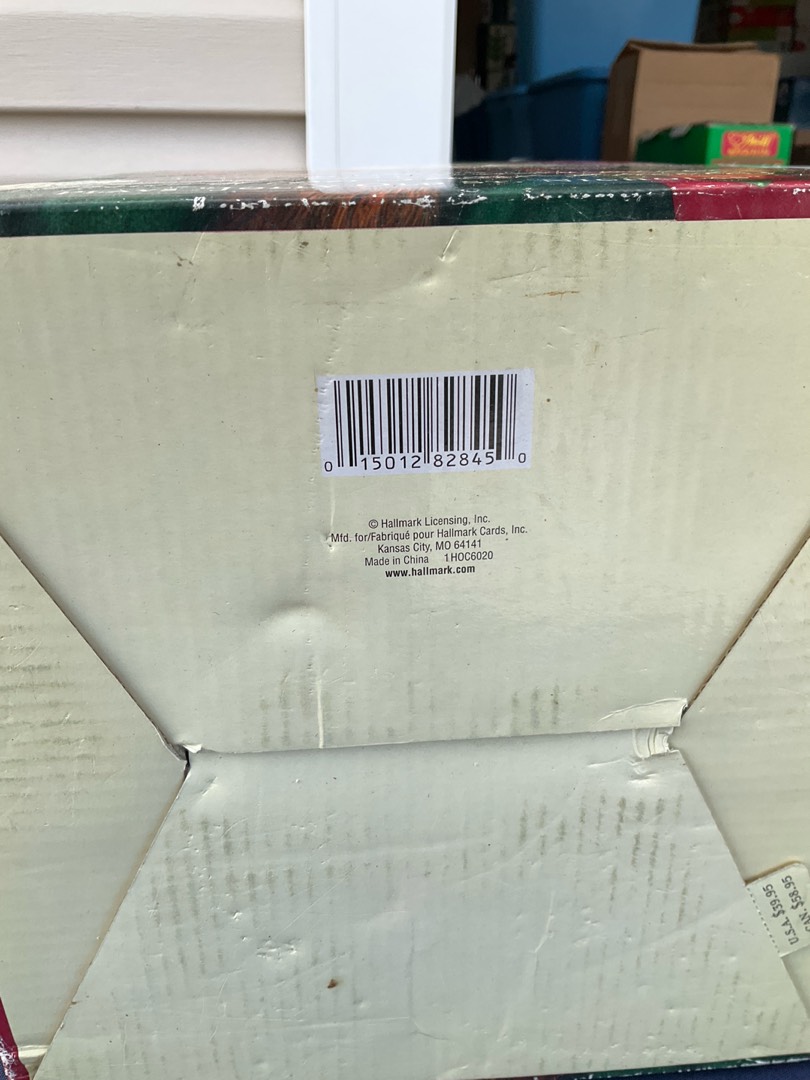 0 15012 82845 0
© Hallmark Licensing, Inc.
Mfd. for/Fabriqué pour Hallmark Cards, Inc.
Kansas City, MO 64141
Made in China 1HOC6020
www.hallmark.com
U.S.A. $39.95
CAN. $58.95